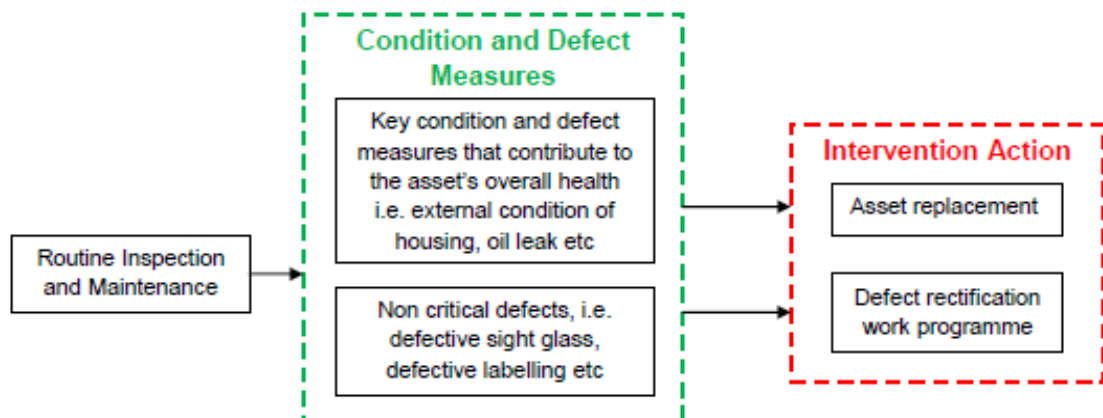 Routine Inspection
and Maintenance
Condition and Defect
Measures
Key condition and defect
measures that contribute to
the asset's overall health
i.e. external condition of
housing, oil leak etc
Non critical defects, i.e.
defective sight glass,
defective labelling etc
Intervention Action
Asset replacement
Defect rectification
work programme